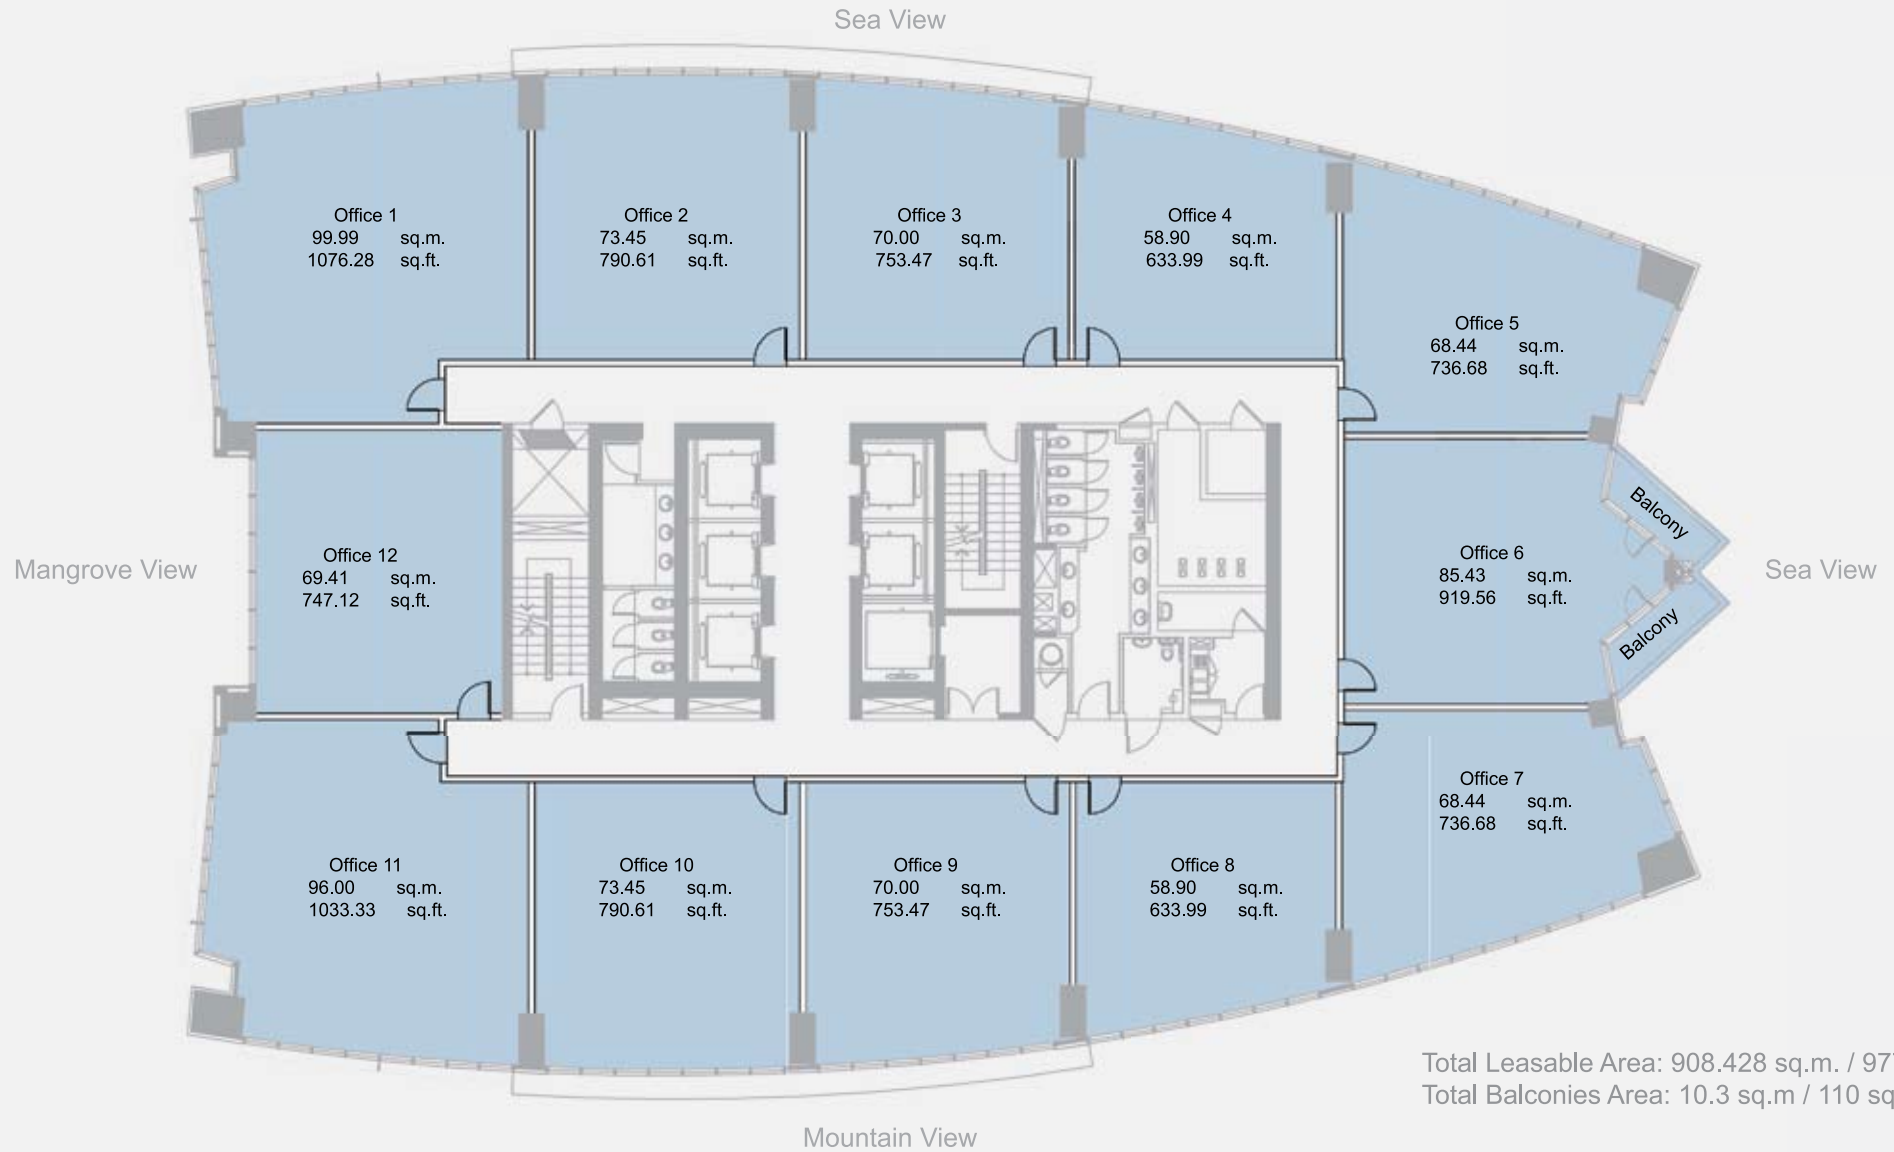 Sea View
Office 1
99.99 sq.m.
1076.28 sq.ft.
Office 2
73.45 sq.m.
790.61 sq.ft.
Office 3
70.00 sq.m.
753.47 sq.ft.
Office 4
58.90 sq.m.
633.99 sq.ft.
Office 5
68.44 sq.m.
736.68 sq.ft.
Balcony
Mangrove View
Office 12
69.41 sq.m.
747.12 sq.ft.
Office 6
85.43 sq.m.
919.56 sq.ft.
Sea View
Balcony
Office 7
68.44 sq.m.
736.68 sq.ft.
Office 11
96.00 sq.m.
1033.33 sq.ft.
Office 10
73.45 sq.m.
790.61 sq.ft.
Office 9
70.00 sq.m.
753.47 sq.ft.
Office 8
58.90 sq.m.
633.99 sq.ft.
Total Leasable Area: 908.428 sq.m. / 97
Total Balconies Area: 10.3 sq.m / 110 sq
Mountain View